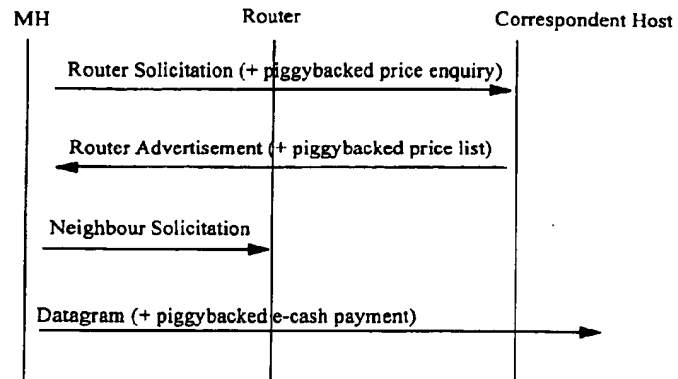 MH Router Correspondent Host
Router Solicitation (+ piggybacked price enquiry)
Router Advertisement (+ piggybacked price list)
Neighbour Solicitation
Datagram (+ piggybacked e-cash payment)